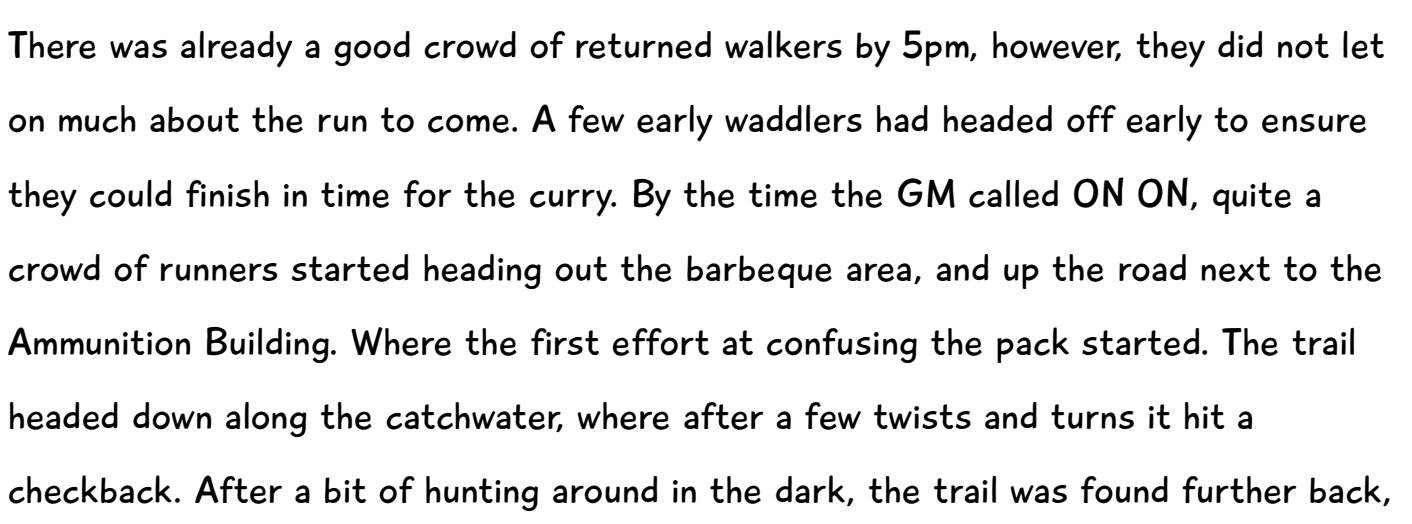 There was already a good crowd of returned walkers by 5pm, however, they did not let
on much about the run to come. A few early waddlers had headed off early to ensure
they could finish in time for the curry. By the time the GM called ON ON, quite a
crowd of runners started heading out the barbeque area, and up the road next to the
Ammunition Building. Where the first effort at confusing the pack started. The trail
headed down along the catchwater, where after a few twists and turns it hit a
checkback. After a bit of hunting around in the dark, the trail was found further back,